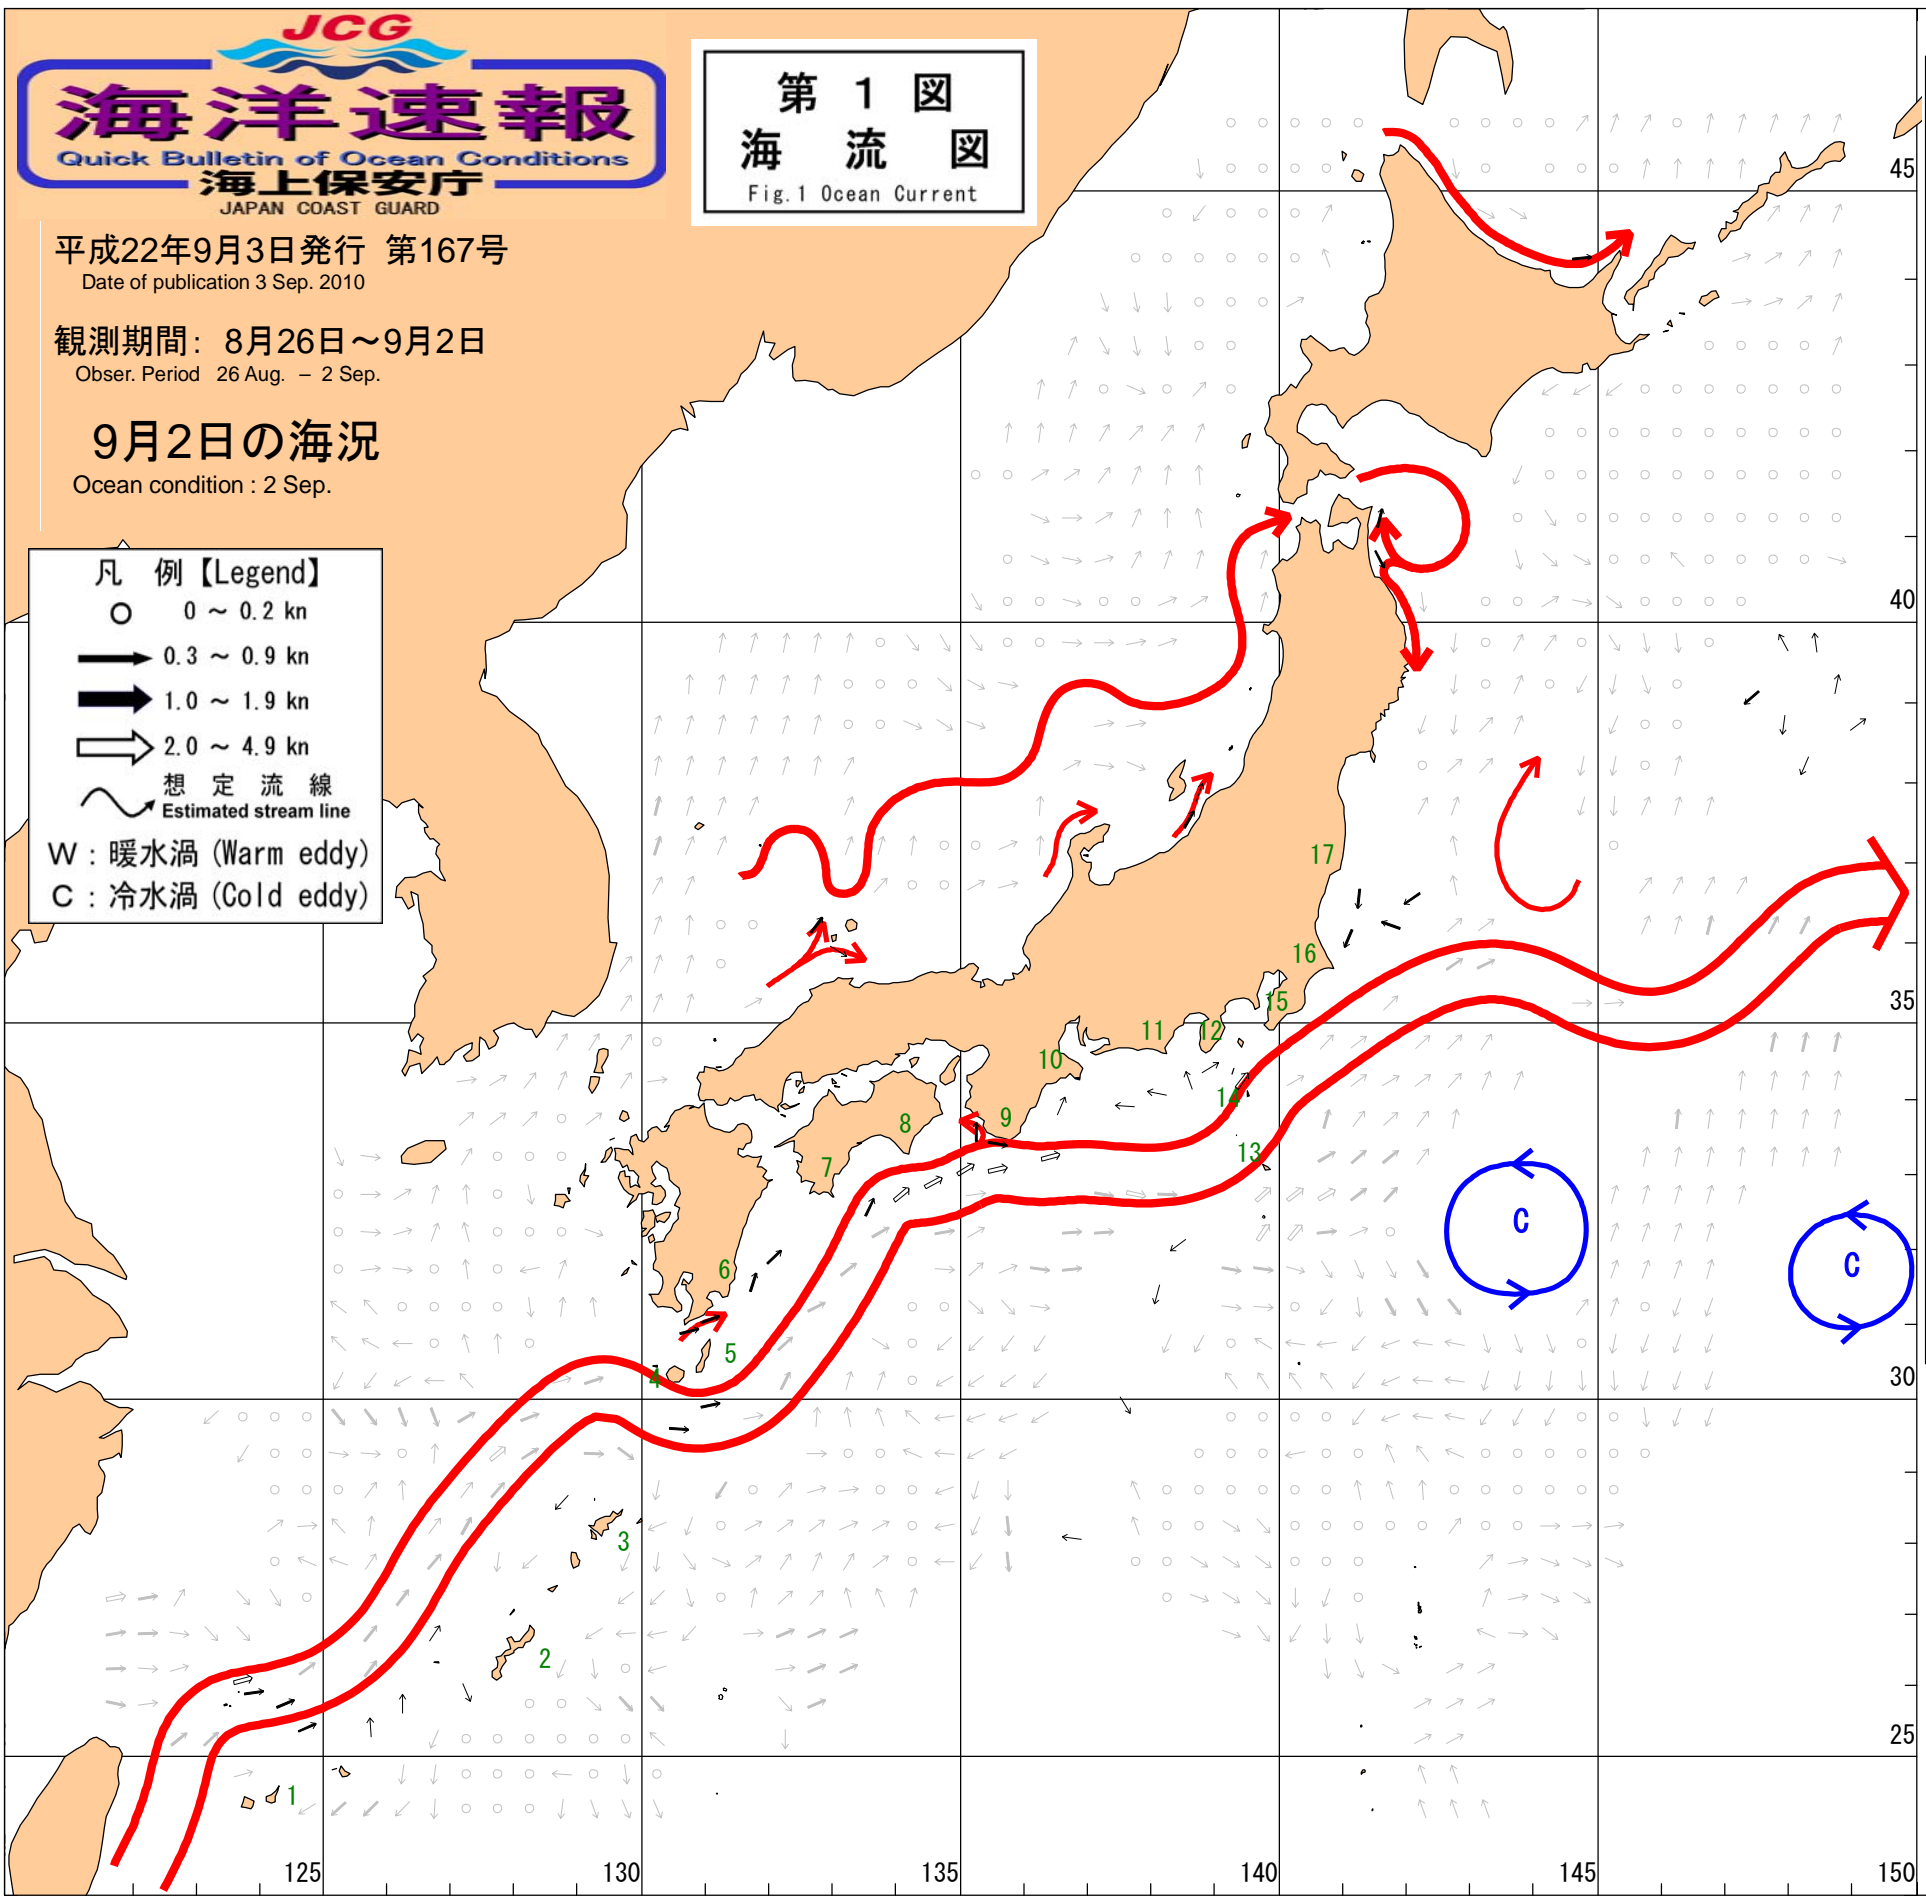 JCG
海洋速報
Quick Bulletin of Ocean Conditions
海上保安庁
JAPAN COAST GUARD
第 1 図
海 流 図
Fig.1 Ocean Current
平成22年9月3日発行 第167号
Date of publication 3 Sep. 2010
観測期間: 8月26日～9月2日
Obser. Period 26 Aug. – 2 Sep.
9月2日の海況
Ocean condition : 2 Sep.
凡 例【Legend】
0 ～ 0.2 kn
0.3 ～ 0.9 kn
1.0 ～ 1.9 kn
2.0 ～ 4.9 kn
想 定 流 線
Estimated stream line
W : 暖水渦 (Warm eddy)
C : 冷水渦 (Cold eddy)
45
40
17
16
35
15
12
11
10
14
9
8
13
7
C
C
6
5
4
30
3
2
25
1
125
130
135
140
145
150